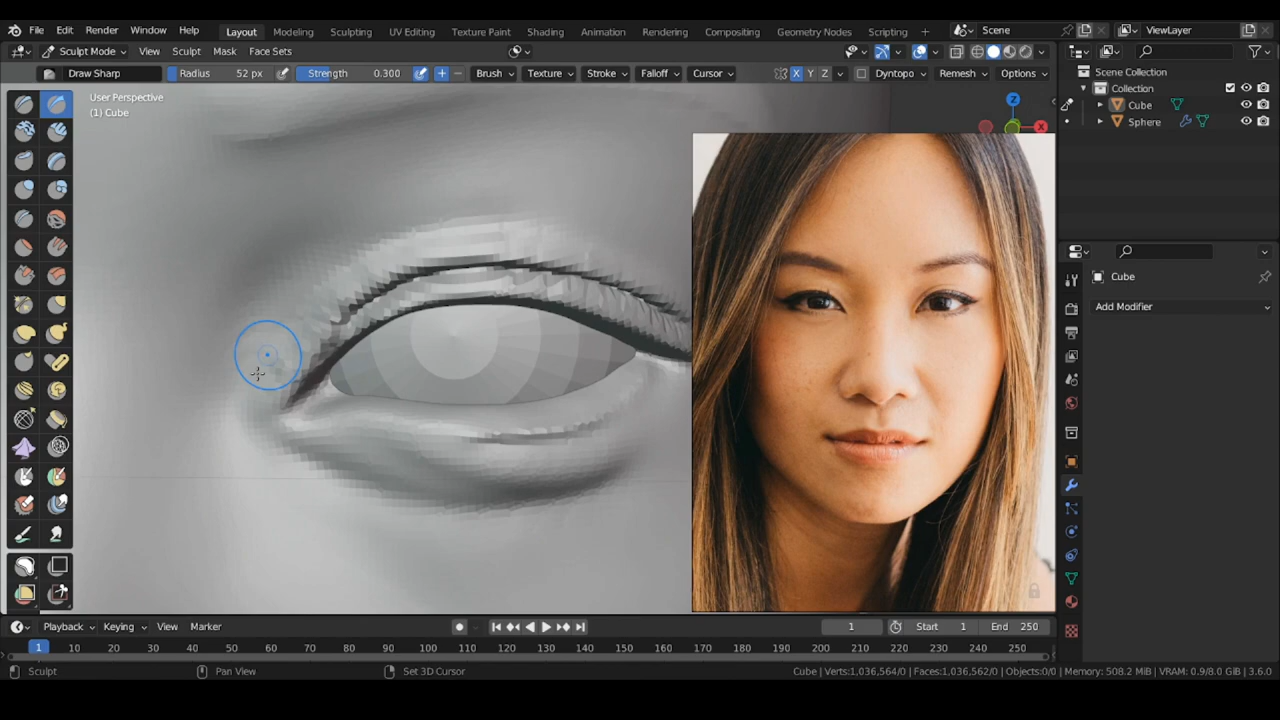 File Edit Render Window Help Layout Modeling Sculpting UV Editing Texture Paint Shading Animation Rendering Compositing Geometry Nodes Scripting + Scene ViewLayer
Sculpt Mode View Sculpt Mask Face Sets
Draw Sharp Radius 52 px Strength 0.300 Brush Texture Stroke Falloff Cursor X Y Z Dyntopo Remesh Options
User Perspective
(1) Cube
Z
X
Scene Collection
Collection
Cube
Sphere
Cube
Add Modifier
Playback Keying View Marker 1 Start 1 End 250
1 10 20 30 40 50 60 70 80 90 100 110 120 130 140 150 160 170 180 190 200 210 220 230 240 250
Sculpt Pan View Set 3D Cursor Cube | Verts:1,036,564/0 | Faces:1,036,562/0 | Objects:0/0 | Memory: 508.2 MiB | VRAM: 0.9/8.0 GiB | 3.6.0